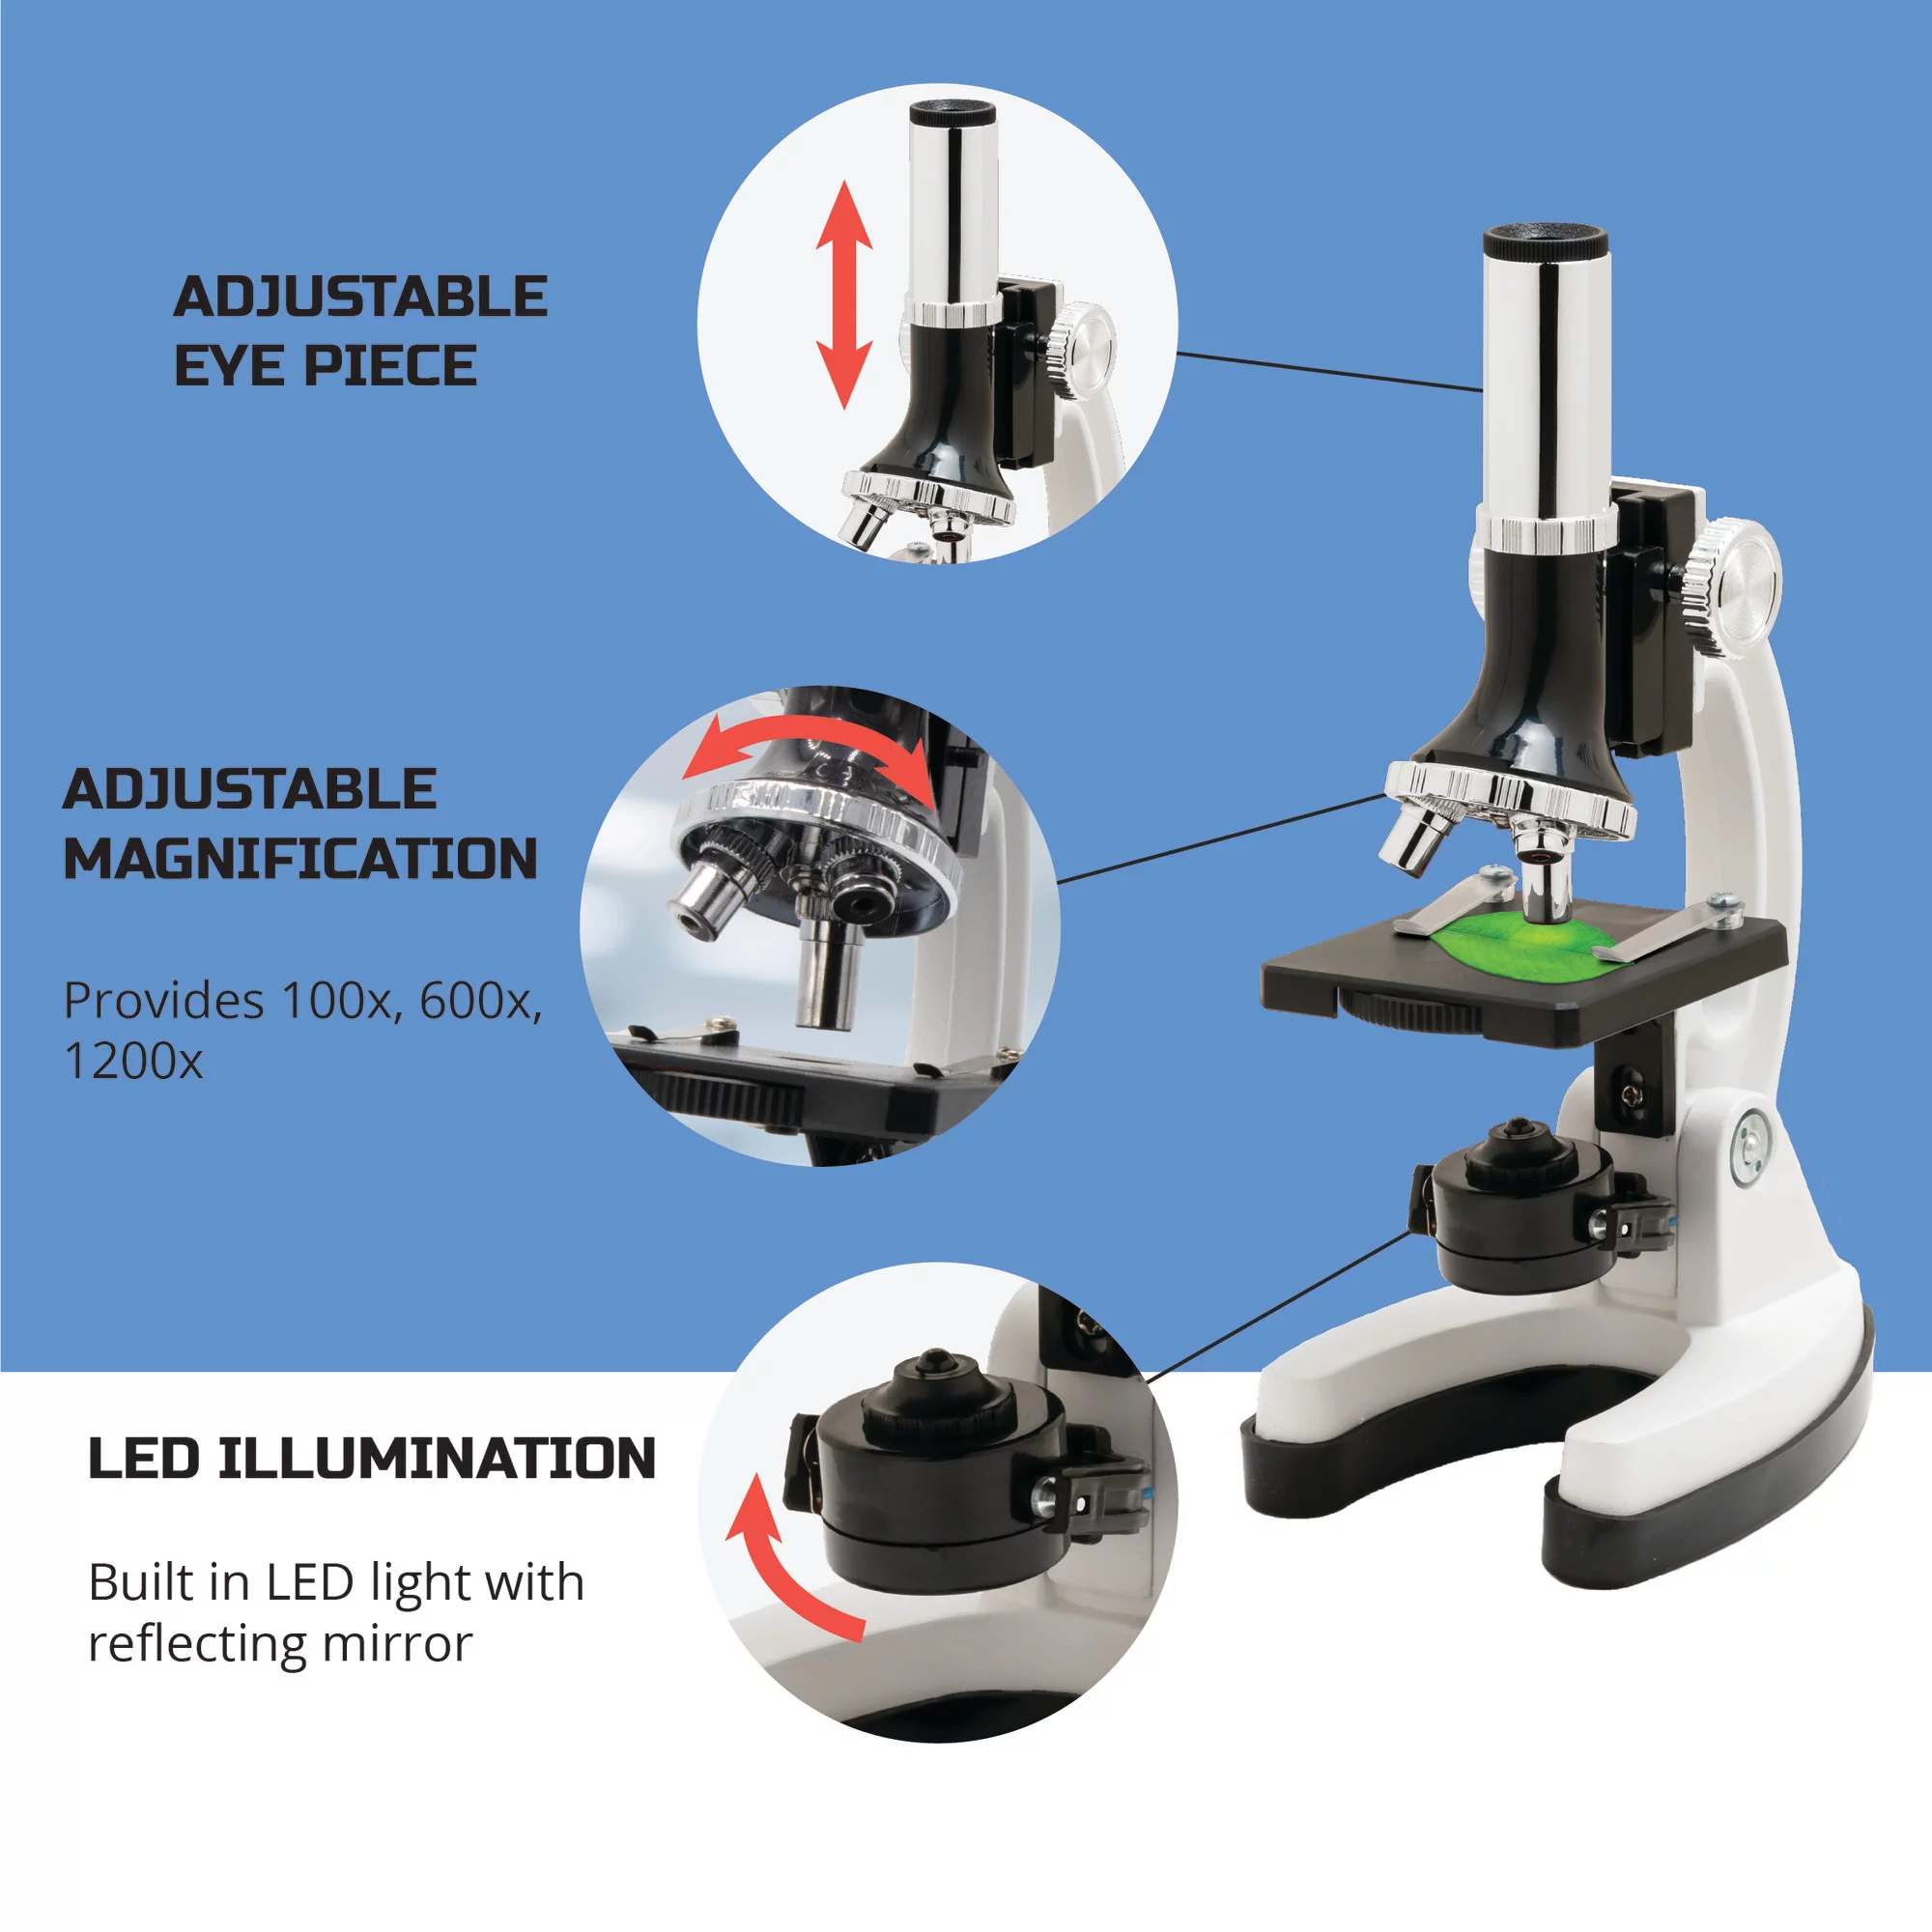 ADJUSTABLE
EYE PIECE
ADJUSTABLE
MAGNIFICATION
Provides 100x, 600x,
1200x
LED ILLUMINATION
Built in LED light with
reflecting mirror